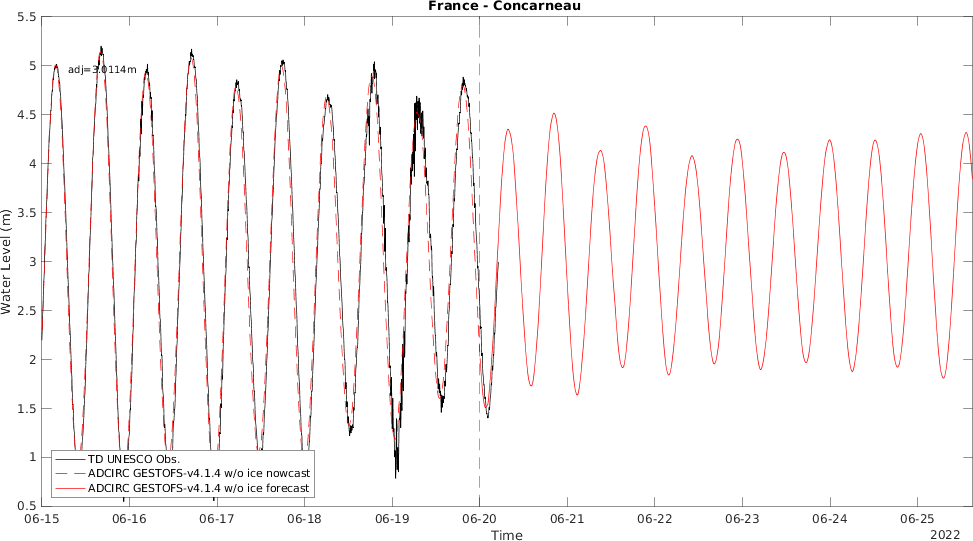 France - Concarneau
5.5
5
4.5
4
3.5
3
2.5
2
1.5
1
0.5
Water Level (m)
adj=3.0114m
TD UNESCO Obs.
ADCIRC GESTOFS-v4.1.4 w/o ice nowcast
ADCIRC GESTOFS-v4.1.4 w/o ice forecast
06-15 06-16 06-17 06-18 06-19 06-20 06-21 06-22 06-23 06-24 06-25
Time
2022